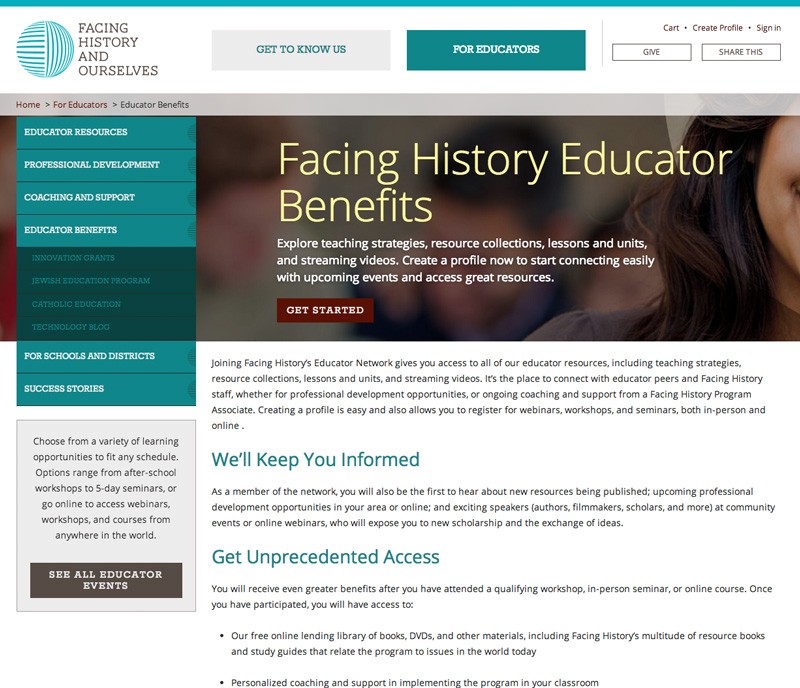 FACING
HISTORY
AND
OURSELVES
GET TO KNOW US
FOR EDUCATORS
Cart • Create Profile • Sign in
GIVE
SHARE THIS
Home > For Educators > Educator Benefits
EDUCATOR RESOURCES
PROFESSIONAL DEVELOPMENT
COACHING AND SUPPORT
EDUCATOR BENEFITS
INNOVATION GRANTS
JEWISH EDUCATION PROGRAM
CATHOLIC EDUCATION
TECHNOLOGY BLOG
FOR SCHOOLS AND DISTRICTS
SUCCESS STORIES
Choose from a variety of learning
opportunities to fit any schedule.
Options range from after-school
workshops to 5-day seminars, or
go online to access webinars,
workshops, and courses from
anywhere in the world.
SEE ALL EDUCATOR
EVENTS
Facing History Educator
Benefits
Explore teaching strategies, resource collections, lessons and units,
and streaming videos. Create a profile now to start connecting easily
with upcoming events and access great resources.
GET STARTED
Joining Facing History's Educator Network gives you access to all of our educator resources, including teaching strategies,
resource collections, lessons and units, and streaming videos. It's the place to connect with educator peers and Facing History
staff, whether for professional development opportunities, or ongoing coaching and support from a Facing History Program
Associate. Creating a profile is easy and also allows you to register for webinars, workshops, and seminars, both in-person and
online .
We'll Keep You Informed
As a member of the network, you will also be the first to hear about new resources being published; upcoming professional
development opportunities in your area or online; and exciting speakers (authors, filmmakers, scholars, and more) at community
events or online webinars, who will expose you to new scholarship and the exchange of ideas.
Get Unprecedented Access
You will receive even greater benefits after you have attended a qualifying workshop, in-person seminar, or online course. Once
you have participated, you will have access to:
• Our free online lending library of books, DVDs, and other materials, including Facing History's multitude of resource books
and study guides that relate the program to issues in the world today
• Personalized coaching and support in implementing the program in your classroom